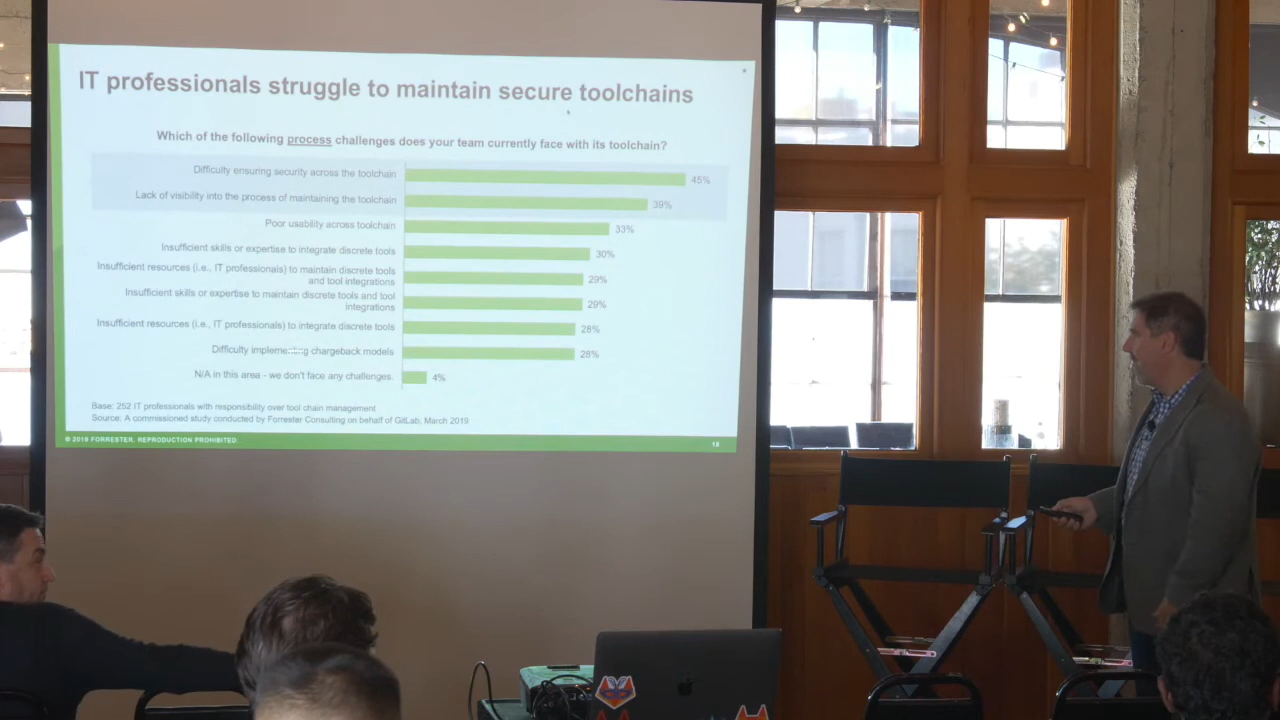 IT professionals struggle to maintain secure toolchains
Which of the following process challenges does your team currently face with its toolchain?
Difficulty ensuring security across the toolchain
45%
Lack of visibility into the process of maintaining the toolchain
39%
Poor usability across toolchain
33%
Insufficient skills or expertise to integrate discrete tools
30%
Insufficient resources (i.e., IT professionals) to maintain discrete tools
and tool integrations
29%
Insufficient skills or expertise to maintain discrete tools and tool
integrations
29%
Insufficient resources (i.e., IT professionals) to integrate discrete tools
28%
Difficulty implementing chargeback models
28%
N/A in this area - we don't face any challenges.
4%
Base: 252 IT professionals with responsibility over tool chain management
Source: A commissioned study conducted by Forrester Consulting on behalf of GitLab, March 2019
© 2019 FORRESTER. REPRODUCTION PROHIBITED.
18